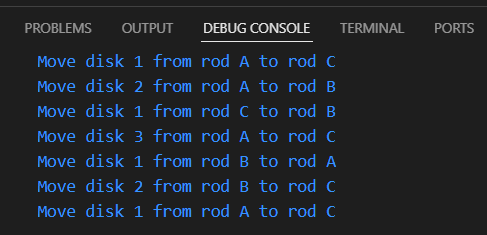 PROBLEMS OUTPUT DEBUG CONSOLE TERMINAL PORTS
Move disk 1 from rod A to rod C
Move disk 2 from rod A to rod B
Move disk 1 from rod C to rod B
Move disk 3 from rod A to rod C
Move disk 1 from rod B to rod A
Move disk 2 from rod B to rod C
Move disk 1 from rod A to rod C